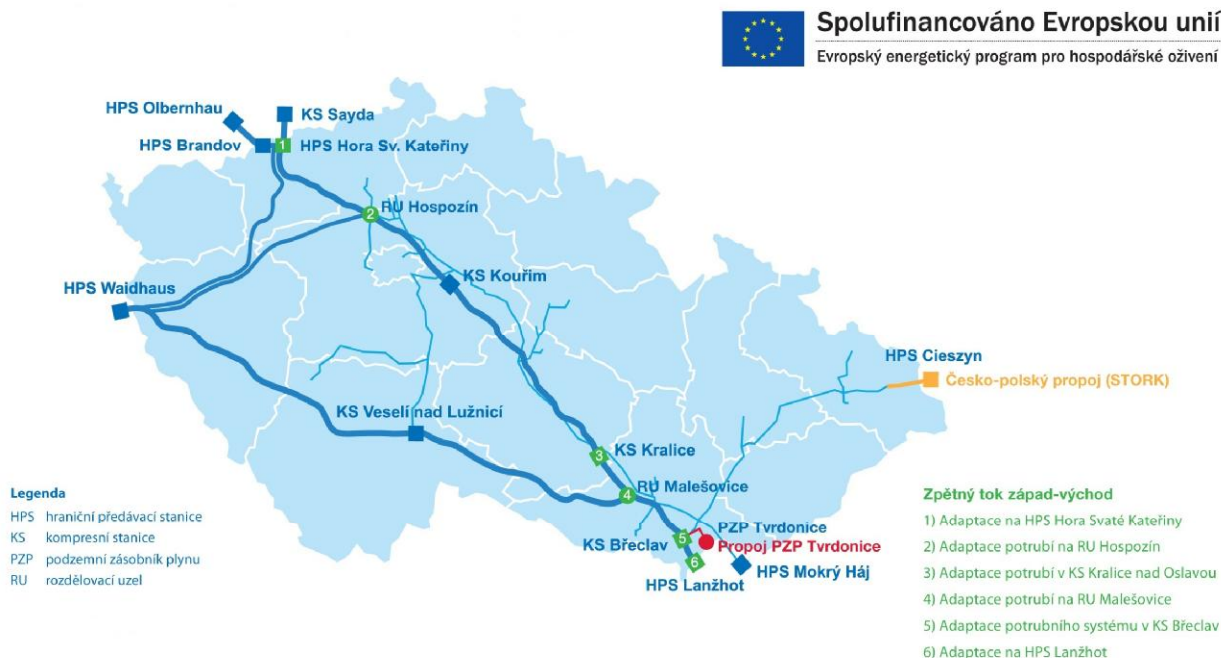 Spolufinancováno Evropskou unií
Evropský energetický program pro hospodářské oživení
HPS Olbernhau
KS Sayda
HPS Brandov
1
HPS Hora Sv. Kateřiny
2
RU Hospozín
KS Kouřim
HPS Waidhaus
HPS Cieszyn
Česko-polský propoj (STORK)
KS Veselí nad Lužnicí
3
KS Kralice
4
RU Malešovice
PZP Tvrdonice
5
KS Břeclav
Propoj PZP Tvrdonice
6
HPS Mokrý Háj
HPS Lanžhot
Legenda
HPS hraniční předávací stanice
KS kompresní stanice
PZP podzemní zásobník plynu
RU rozdělovací uzel
Zpětný tok západ-východ
1) Adaptace na HPS Hora Svaté Kateřiny
2) Adaptace potrubí na RU Hospozín
3) Adaptace potrubí v KS Kralice nad Oslavou
4) Adaptace potrubí na RU Malešovice
5) Adaptace potrubního systému v KS Břeclav
6) Adaptace na HPS Lanžhot